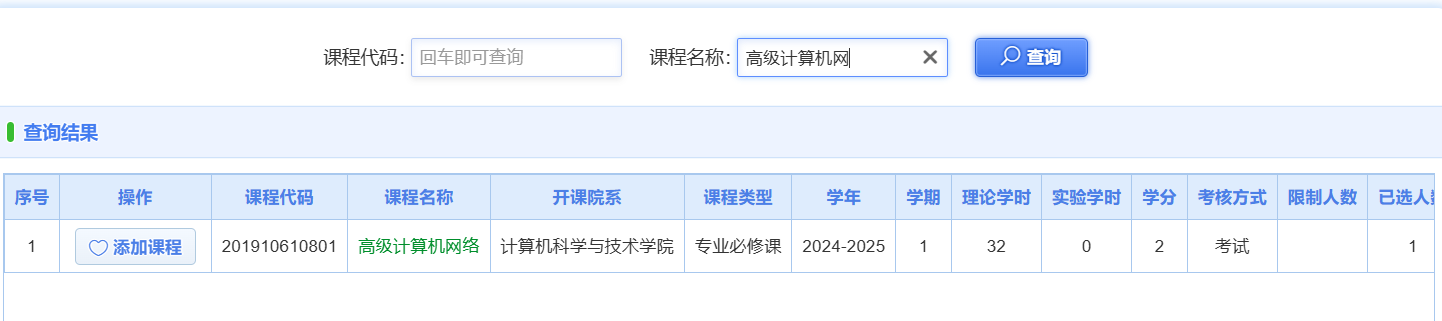 课程代码: 回车即可查询 课程名称: 高级计算机网 查询
查询结果
序号 操作 课程代码 课程名称 开课院系 课程类型 学年 学期 理论学时 实验学时 学分 考核方式 限制人数 已选人
1 添加课程 201910610801 高级计算机网络 计算机科学与技术学院 专业必修课 2024-2025 1 32 0 2 考试 1